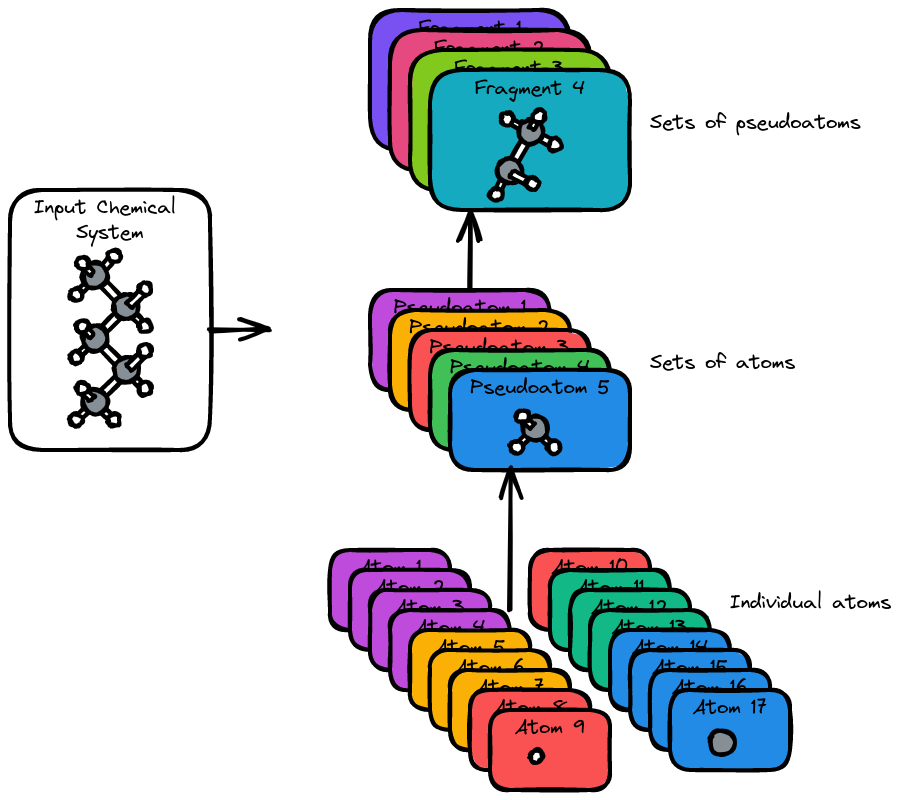 Fragment 1
Fragment 2
Fragment 3
Fragment 4
Sets of pseudoatoms
Input Chemical
System
Pseudoatom 1
Pseudoatom 2
Pseudoatom 3
Pseudoatom 4
Pseudoatom 5
Sets of atoms
Atom 1
Atom 2
Atom 3
Atom 4
Atom 5
Atom 6
Atom 7
Atom 8
Atom 9
Atom 10
Atom 11
Atom 12
Atom 13
Atom 14
Atom 15
Atom 16
Atom 17
Individual atoms